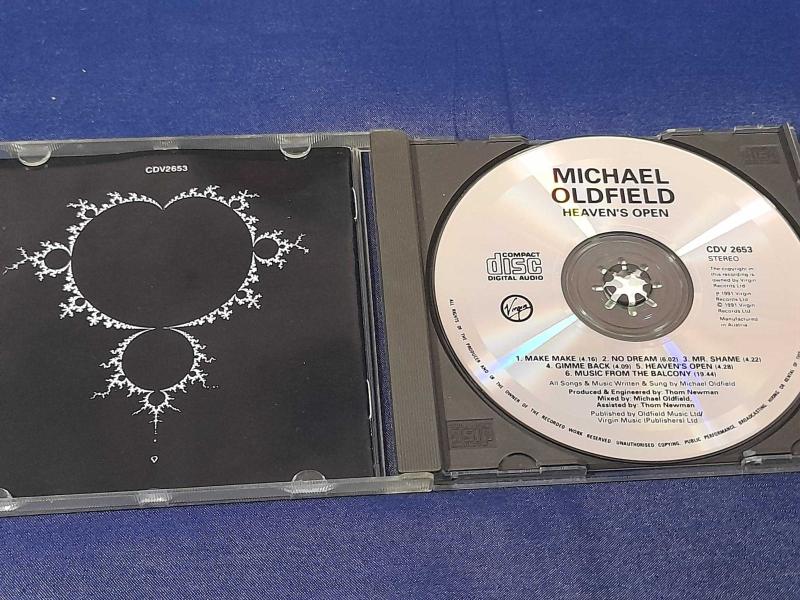 CDV2653
MICHAEL
OLDFIELD
HEAVEN'S OPEN
COMPACT
disc
DIGITAL AUDIO
CDV 2653
STEREO
The copyright in
this recording is
owned by Virgin
Records Ltd
℗ 1991 Virgin
Records Ltd
© 1991 Virgin
Records Ltd
Manufactured
in Austria
Virgin
1. MAKE MAKE (4.16) 2. NO DREAM (6.02) 3. MR. SHAME (4.22)
4. GIMME BACK (4.09) 5. HEAVEN'S OPEN (4.28)
6. MUSIC FROM THE BALCONY (19.44)
All Songs & Music Written & Sung by Michael Oldfield
Produced & Engineered by: Thom Newman
Mixed by: Michael Oldfield,
Assisted by: Thom Newman
Published by Oldfield Music Ltd/
Virgin Music (Publishers) Ltd
ALL RIGHTS OF THE PRODUCER AND OF THE OWNER OF THE RECORDED WORK RESERVED. UNAUTHORISED COPYING, PUBLIC PERFORMANCE, BROADCASTING, HIRING OR RENTAL OF